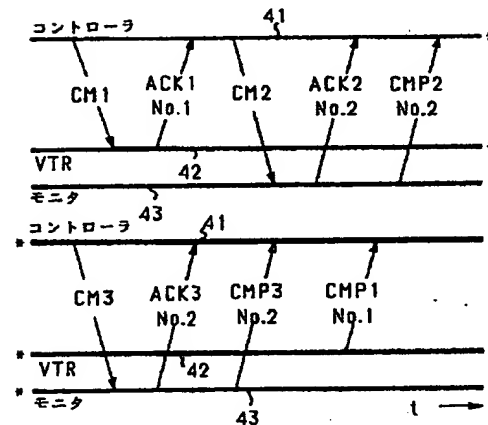 コントローラ 41
CM1
ACK1
No.1
CM2
ACK2
No.2
CMP2
No.2
VTR 42
モニタ 43
* コントローラ 41
CM3
ACK3
No.2
CMP3
No.2
CMP1
No.1
* VTR 42
* モニタ 43
t